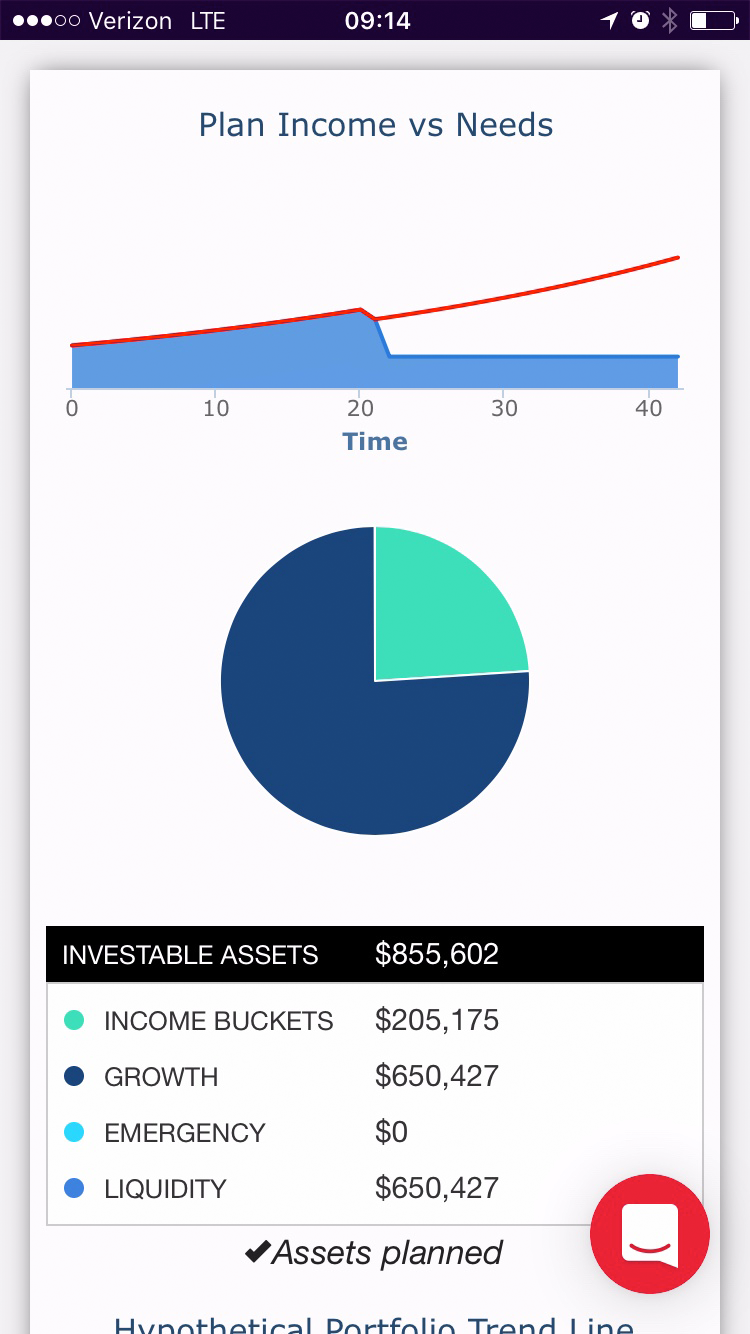 Verizon LTE 09:14
Plan Income vs Needs
0 10 20 30 40
Time
INVESTABLE ASSETS $855,602
INCOME BUCKETS $205,175
GROWTH $650,427
EMERGENCY $0
LIQUIDITY $650,427
✔Assets planned
Hypothetical Portfolio Trend Line